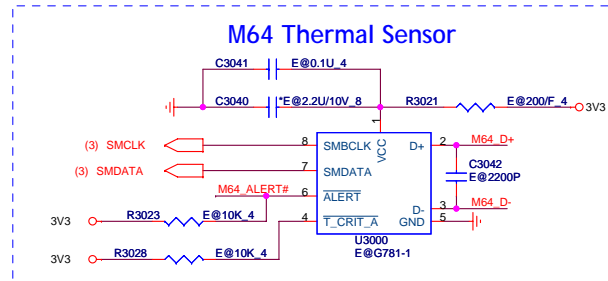 M64 Thermal Sensor
C3041 E@0.1U_4
C3040 *E@2.2U/10V_8 R3021 E@200/F_4 3V3
1
(3) SMCLK 8 SMBCLK VCC D+ 2 M64_D+
(3) SMDATA 7 SMDATA C3042
E@2200P
M64_ALERT# 6 ALERT
D- 3 M64_D-
3V3 R3023 E@10K_4 4 T_CRIT_A GND 5
U3000
3V3 R3028 E@10K_4 E@G781-1